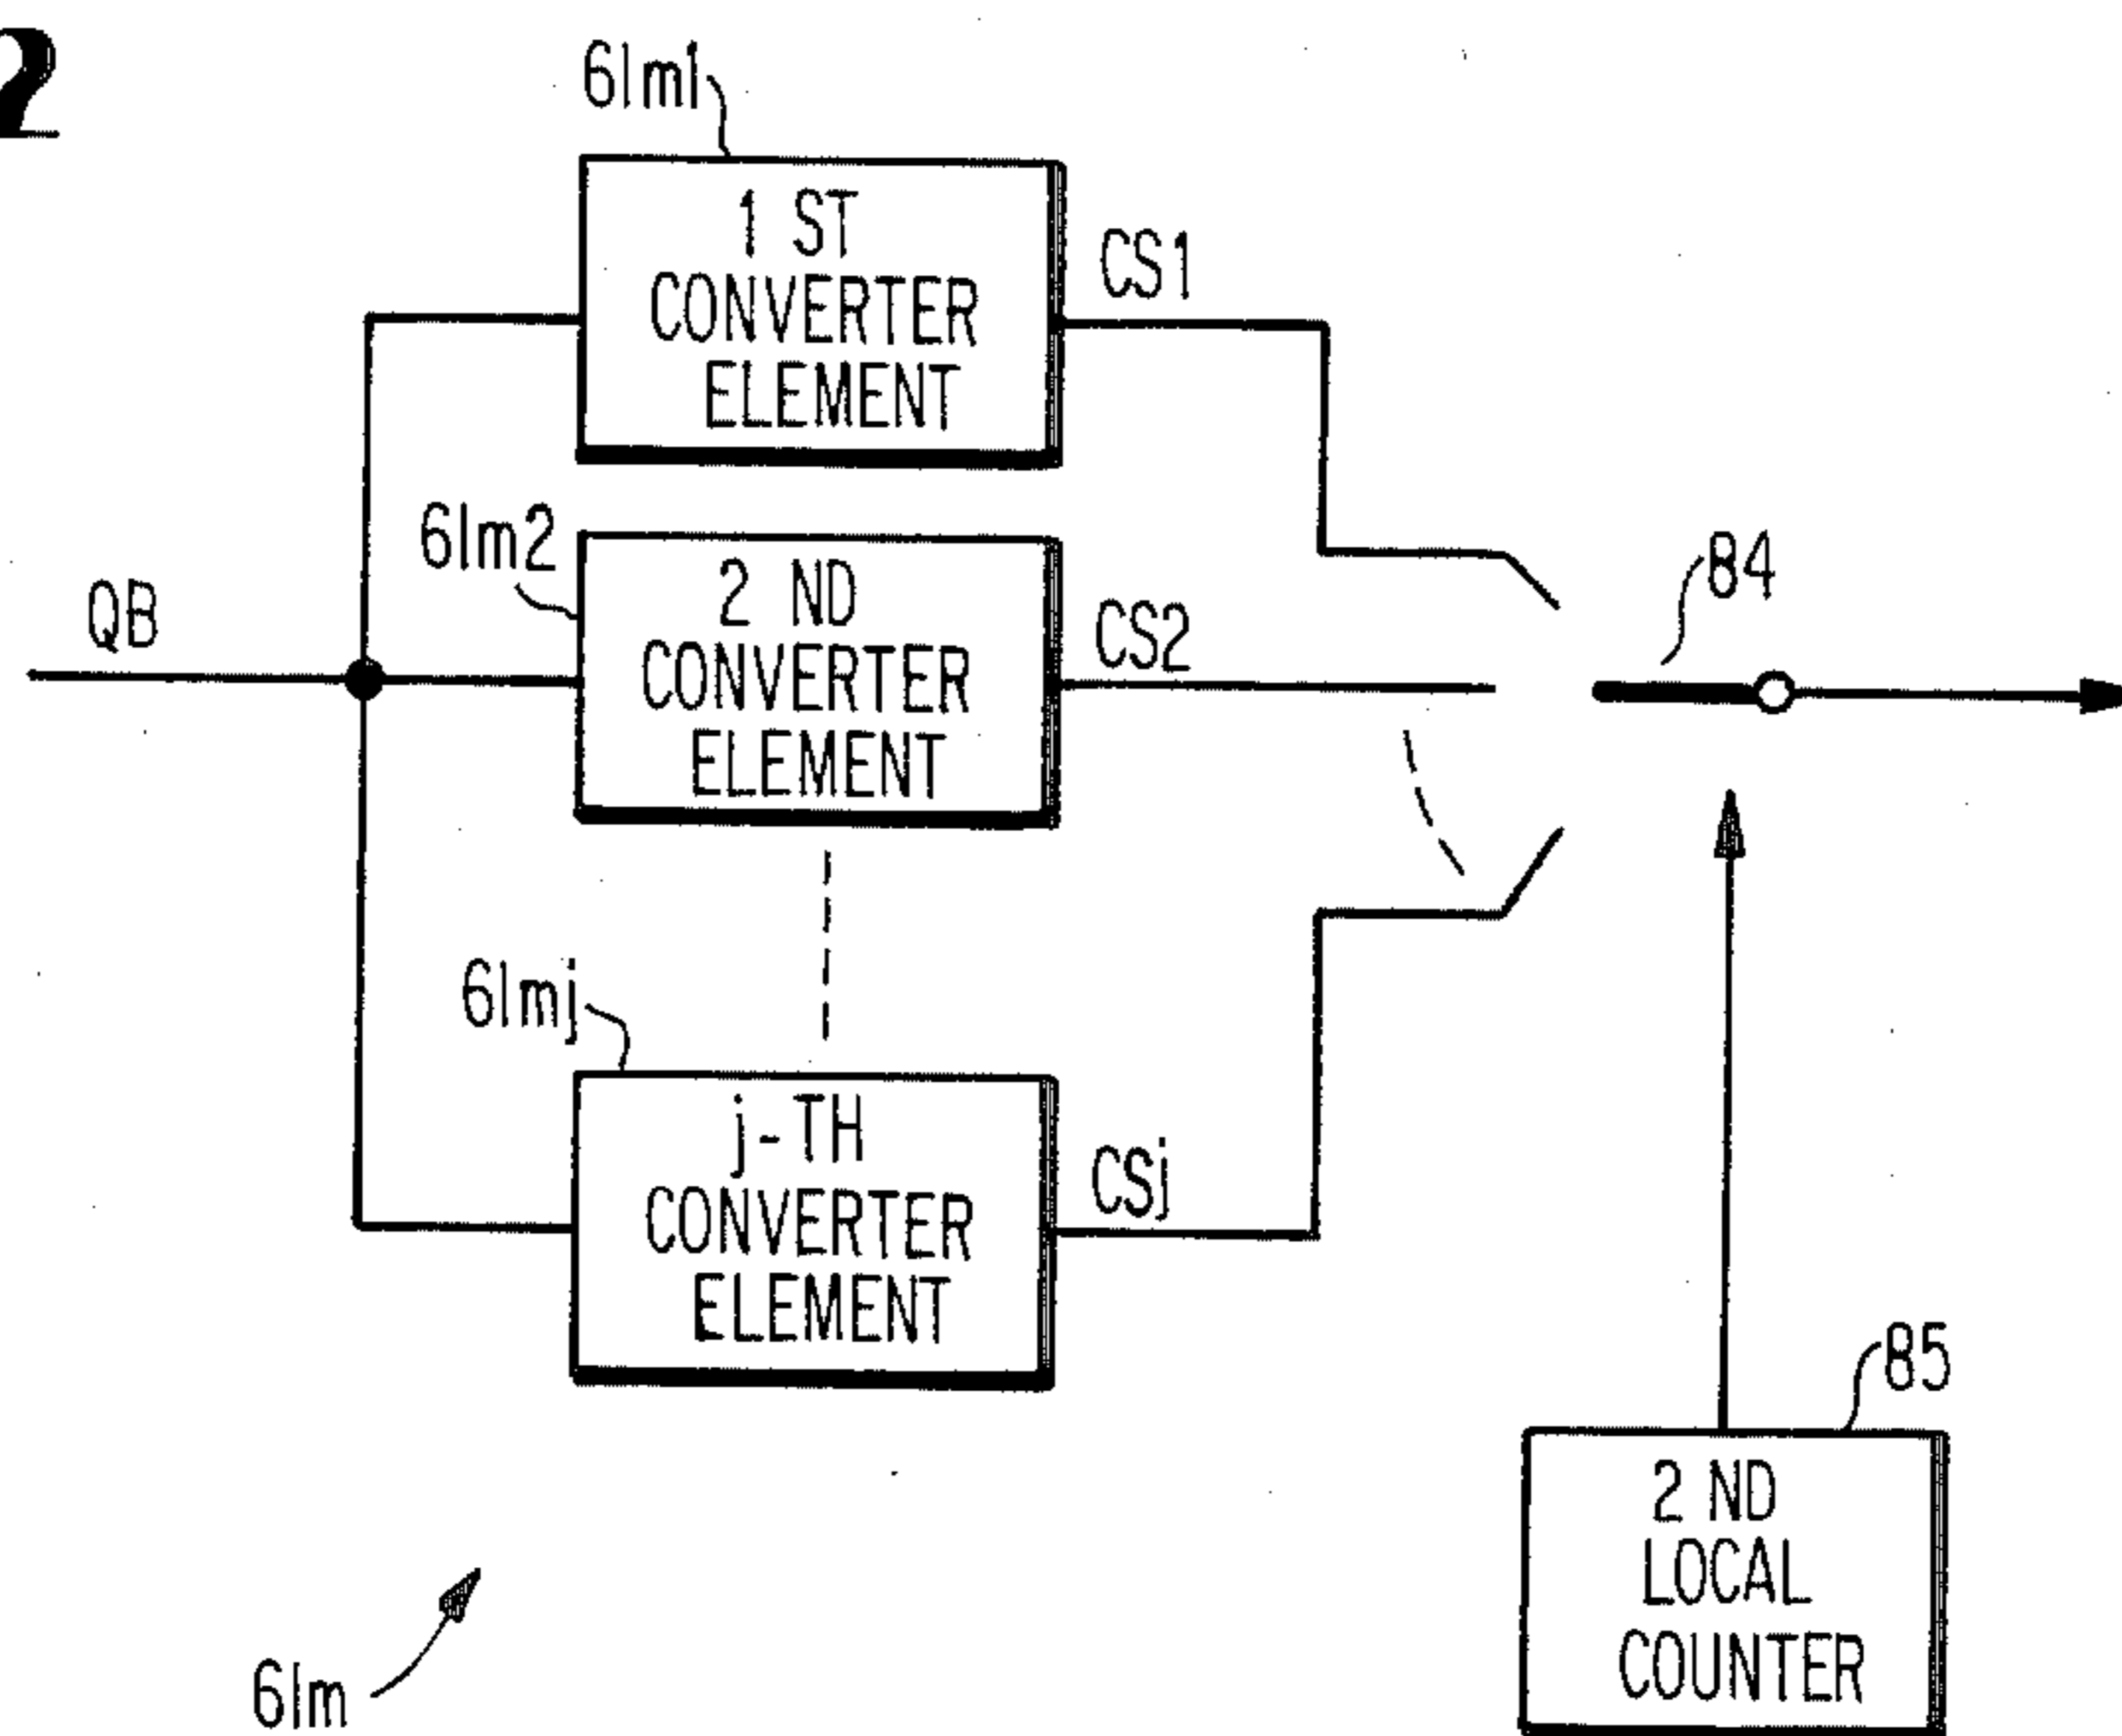 2
61m1
1 ST
CONVERTER
ELEMENT
CS1
61m2
2 ND
CONVERTER
ELEMENT
CS2
84
QB
61mj
j-TH
CONVERTER
ELEMENT
CSj
85
2 ND
LOCAL
COUNTER
61m